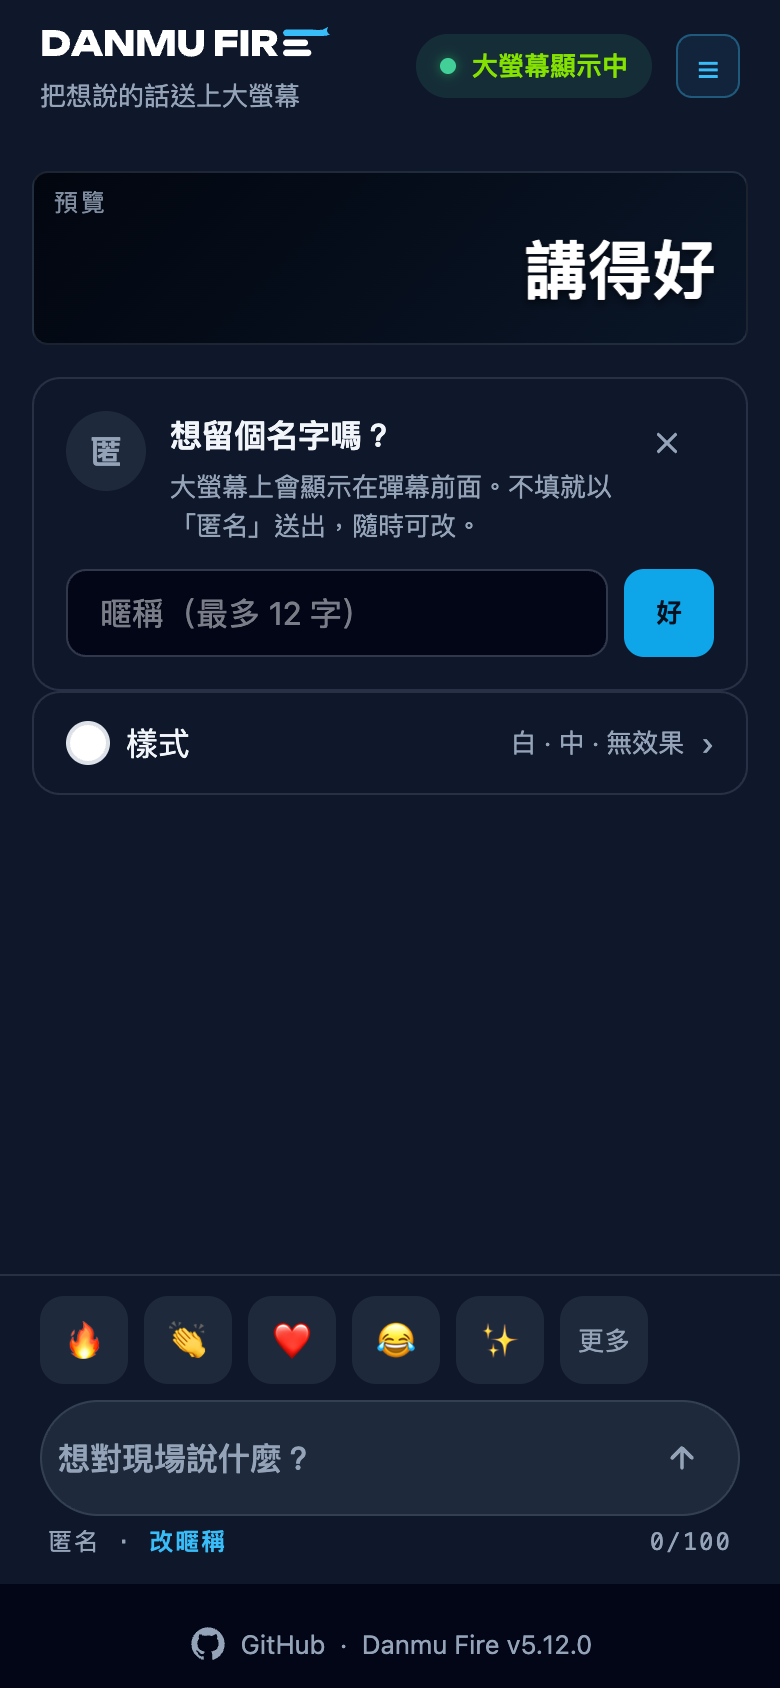 DANMU FIRE
把想說的話送上大螢幕
大螢幕顯示中
預覽
講得好
匿
想留個名字嗎？
大螢幕上會顯示在彈幕前面。不填就以
「匿名」送出，隨時可改。
暱稱（最多 12 字）
好
樣式
白 · 中 · 無效果 ›
更多
想對現場說什麼？
匿名 · 改暱稱
0/100
GitHub · Danmu Fire v5.12.0